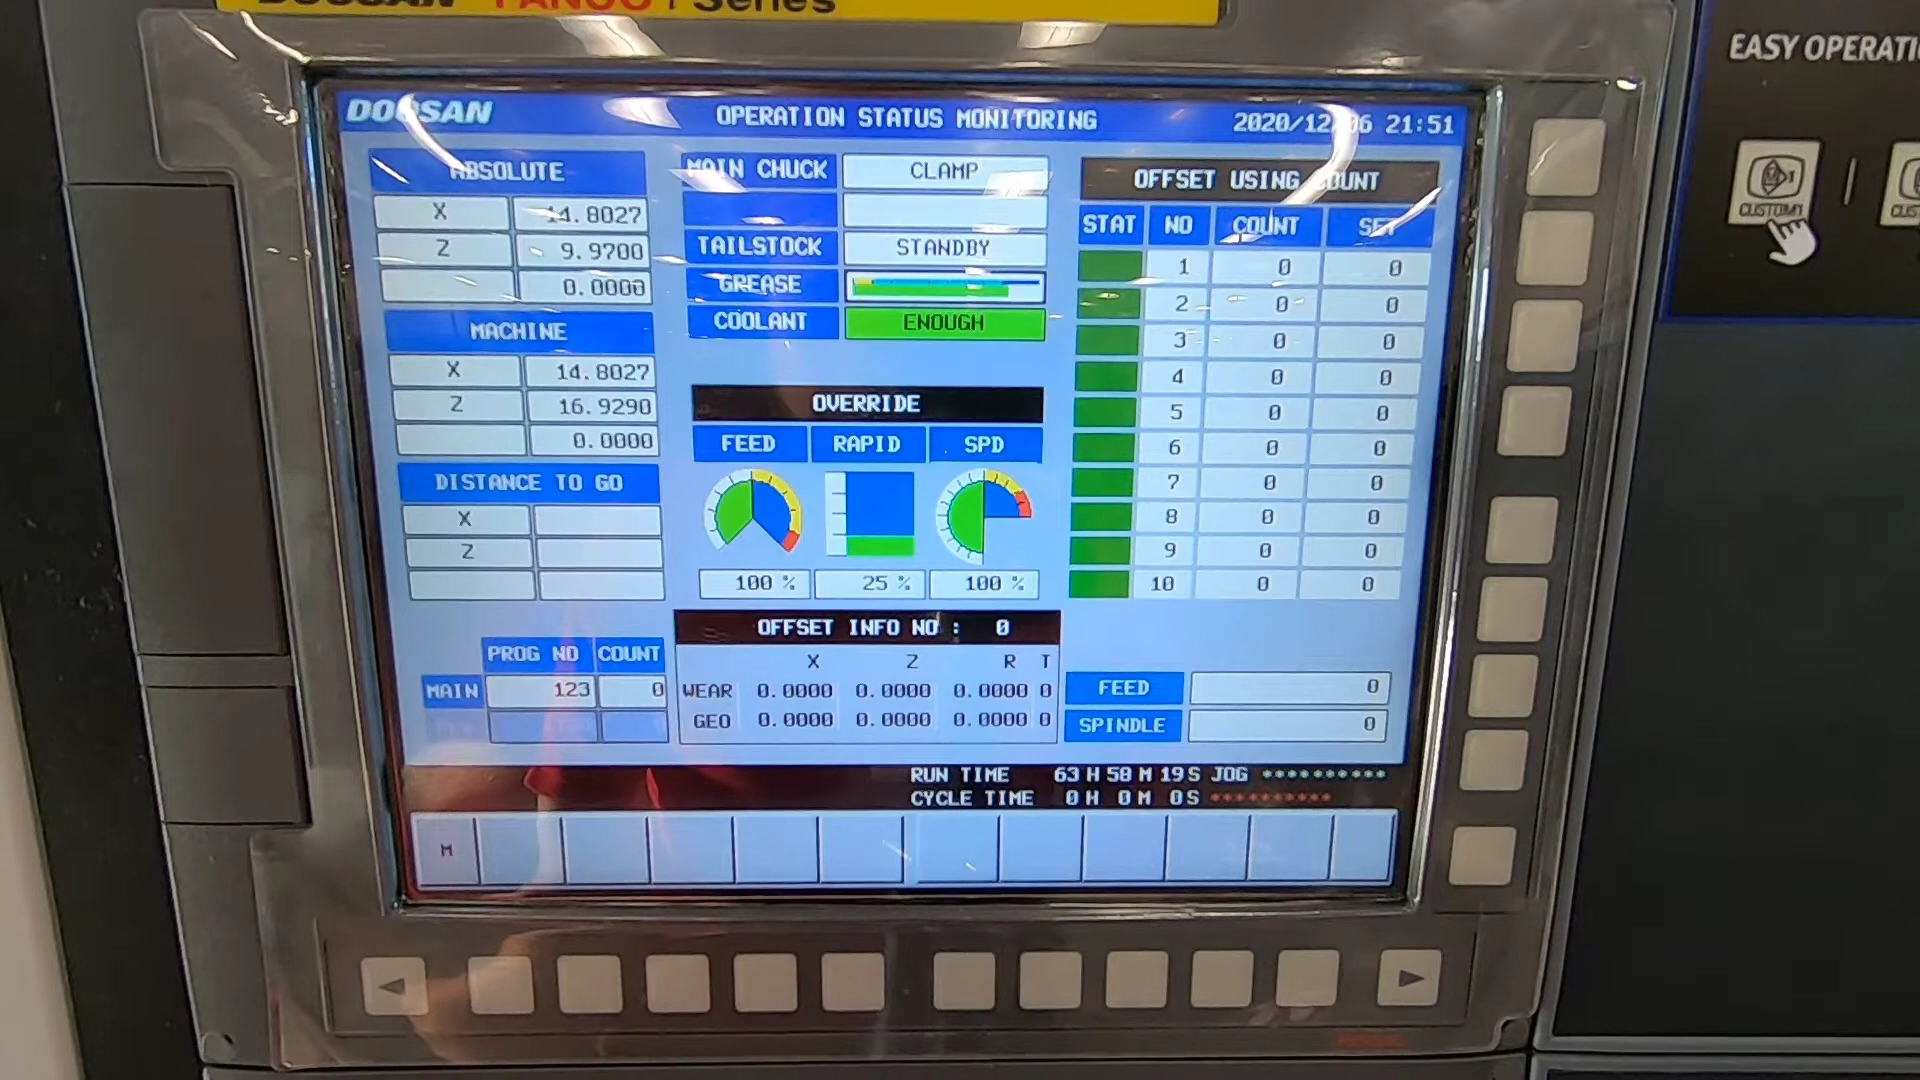 DOOSAN FANUC i Series
EASY OPERATI
DOOSAN OPERATION STATUS MONITORING 2020/12/06 21:51
ABSOLUTE
X 14.8027
Z 9.9700
0.0000
MACHINE
X 14.8027
Z 16.9290
0.0000
DISTANCE TO GO
X
Z
PROG NO COUNT
MAIN 123 0
MAIN CHUCK CLAMP
TAILSTOCK STANDBY
GREASE
COOLANT ENOUGH
OVERRIDE
FEED RAPID SPD
100 % 25 % 100 %
OFFSET INFO NO : 0
X Z R T
WEAR 0.0000 0.0000 0.0000 0
GEO 0.0000 0.0000 0.0000 0
OFFSET USING COUNT
STAT NO COUNT SET
1 0 0
2 0 0
3 0 0
4 0 0
5 0 0
6 0 0
7 0 0
8 0 0
9 0 0
10 0 0
FEED 0
SPINDLE 0
RUN TIME 63 H 58 M 19 S JOG **********
CYCLE TIME 0 H 0 M 0 S **********
M
CUSTOM1
CUS